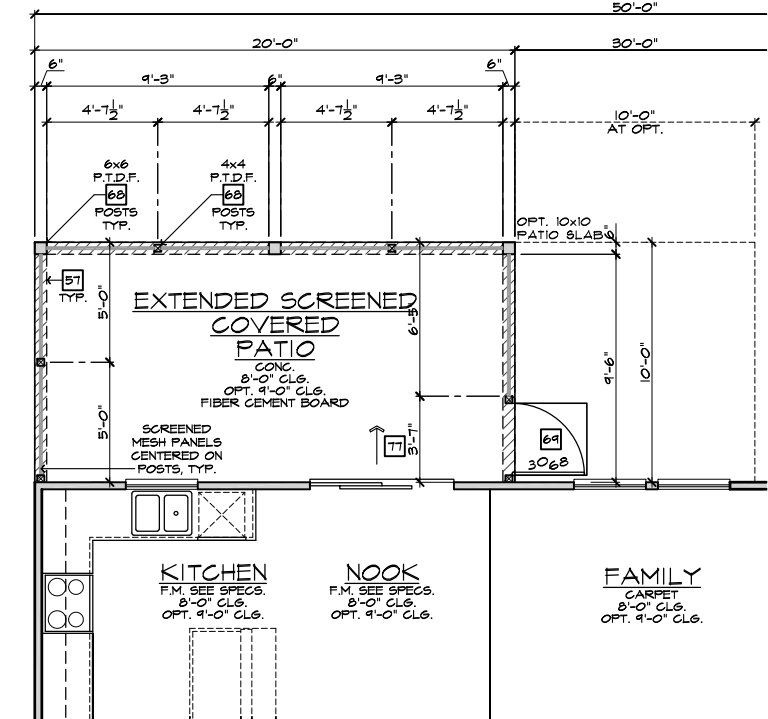 50'-0"
20'-0"
30'-0"
6"
9'-3"
6"
9'-3"
6"
4'-7½"
4'-7½"
4'-7½"
4'-7½"
10'-0"
AT OPT.
6x6
P.T.D.F.
68
POSTS
TYP.
4x4
P.T.D.F.
68
POSTS
TYP.
OPT. 10x10
PATIO SLAB
6"
57
TYP.
5'-0"
EXTENDED SCREENED
COVERED
PATIO
CONC.
8'-0" CLG.
OPT. 9'-0" CLG.
FIBER CEMENT BOARD
6'-5"
9'-6"
10'-0"
5'-0"
SCREENED
MESH PANELS
CENTERED ON
POSTS, TYP.
77
3'-7"
69
3068
KITCHEN
F.M. SEE SPECS.
8'-0" CLG.
OPT. 9'-0" CLG.
NOOK
F.M. SEE SPECS.
8'-0" CLG.
OPT. 9'-0" CLG.
FAMILY
CARPET
8'-0" CLG.
OPT. 9'-0" CLG.